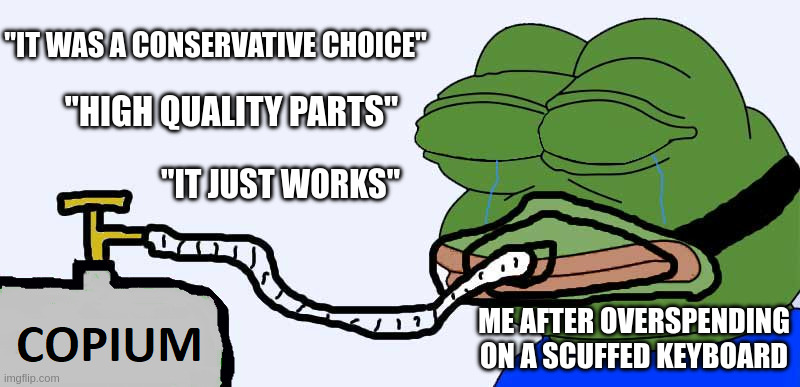 "IT WAS A CONSERVATIVE CHOICE"
"HIGH QUALITY PARTS"
"IT JUST WORKS"
COPIUM
ME AFTER OVERSPENDING
ON A SCUFFED KEYBOARD
imgflip.com